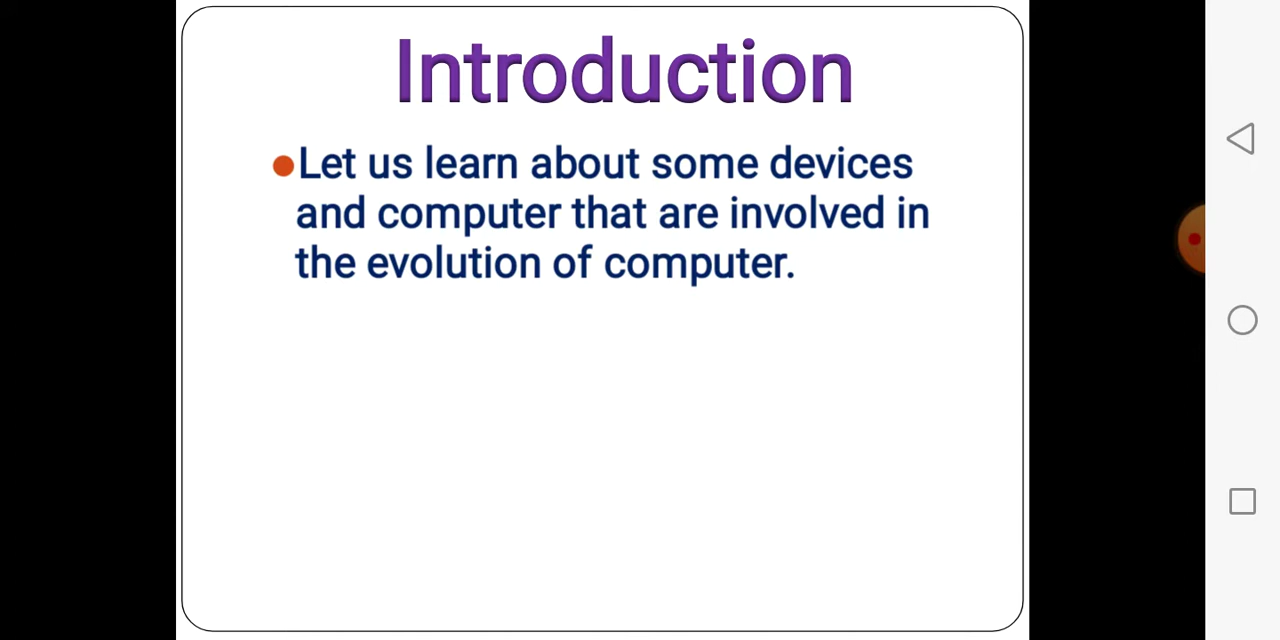 Introduction
Let us learn about some devices
and computer that are involved in
the evolution of computer.